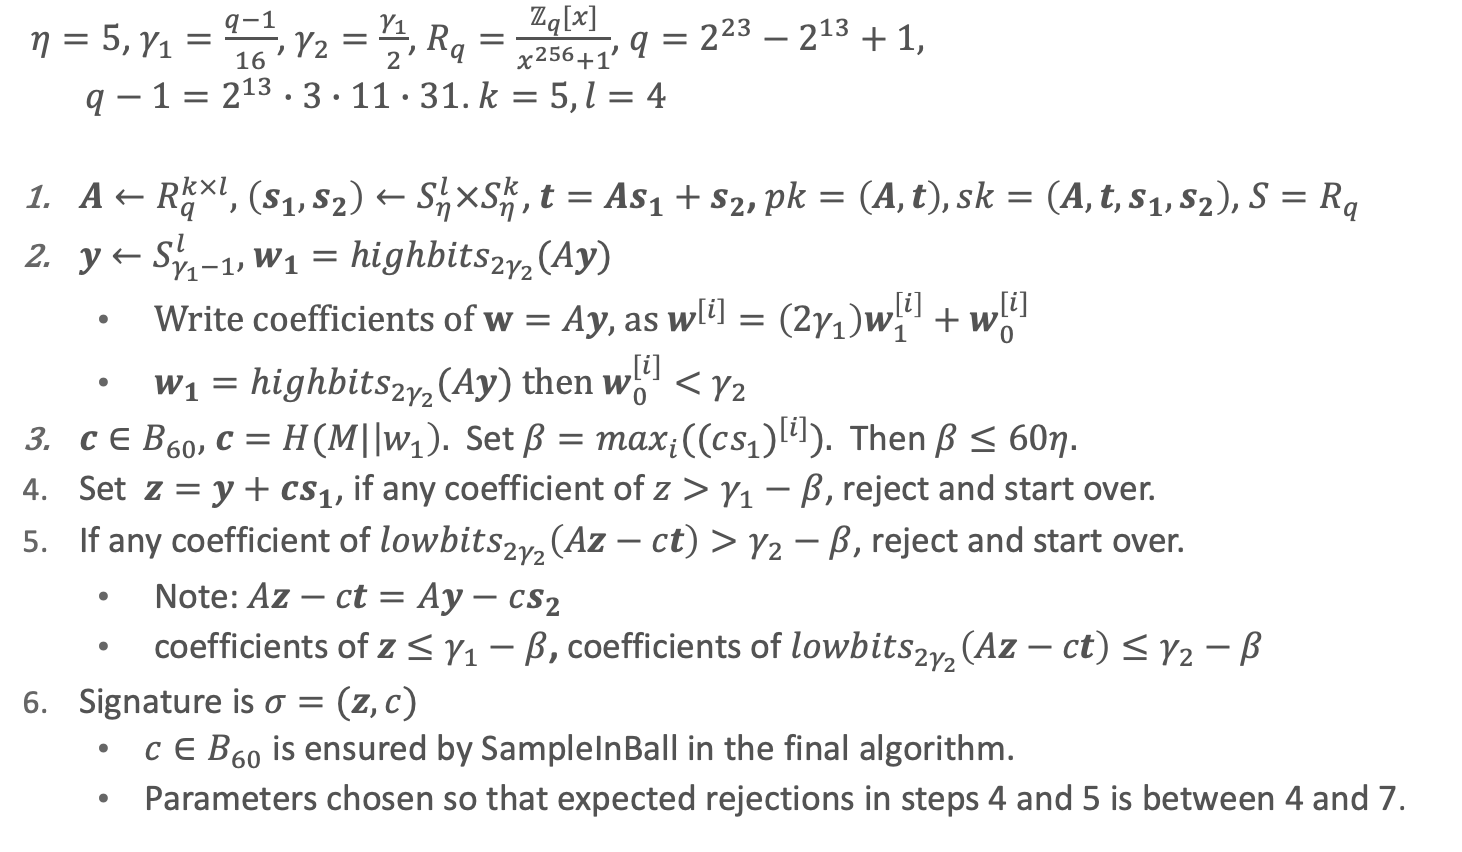 η = 5, γ₁ = (q−1)/16, γ₂ = γ₁/2, R_q = ℤ_q[x]/(x²⁵⁶+1), q = 2²³ − 2¹³ + 1,
q − 1 = 2¹³ · 3 · 11 · 31. k = 5, l = 4
1. A ← R_q^{k×l}, (s₁, s₂) ← S_η^l × S_η^k, t = As₁ + s₂, pk = (A, t), sk = (A, t, s₁, s₂), S = R_q
2. y ← S_{γ₁−1}^l, w₁ = highbits_{2γ₂}(Ay)
• Write coefficients of w = Ay, as w^{[i]} = (2γ₁)w₁^{[i]} + w₀^{[i]}
• w₁ = highbits_{2γ₂}(Ay) then w₀^{[i]} < γ₂
3. c ∈ B₆₀, c = H(M||w₁). Set β = max_i((cs₁)^{[i]}). Then β ≤ 60η.
4. Set z = y + cs₁, if any coefficient of z > γ₁ − β, reject and start over.
5. If any coefficient of lowbits_{2γ₂}(Az − ct) > γ₂ − β, reject and start over.
• Note: Az − ct = Ay − cs₂
• coefficients of z ≤ γ₁ − β, coefficients of lowbits_{2γ₂}(Az − ct) ≤ γ₂ − β
6. Signature is σ = (z, c)
• c ∈ B₆₀ is ensured by SampleInBall in the final algorithm.
• Parameters chosen so that expected rejections in steps 4 and 5 is between 4 and 7.